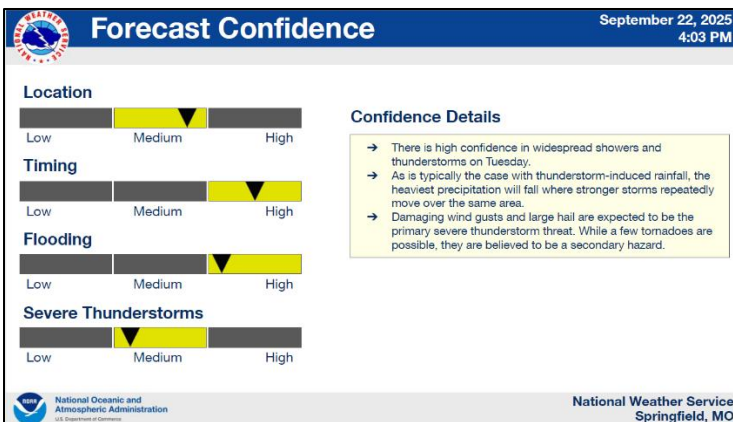 NATIONAL WEATHER SERVICE
Forecast Confidence
September 22, 2025
4:03 PM
Location
Low Medium High
Timing
Low Medium High
Flooding
Low Medium High
Severe Thunderstorms
Low Medium High
Confidence Details
➔ There is high confidence in widespread showers and
thunderstorms on Tuesday.
➔ As is typically the case with thunderstorm-induced rainfall, the
heaviest precipitation will fall where stronger storms repeatedly
move over the same area.
➔ Damaging wind gusts and large hail are expected to be the
primary severe thunderstorm threat. While a few tornadoes are
possible, they are believed to be a secondary hazard.
NOAA
National Oceanic and
Atmospheric Administration
U.S. Department of Commerce
National Weather Service
Springfield, MO